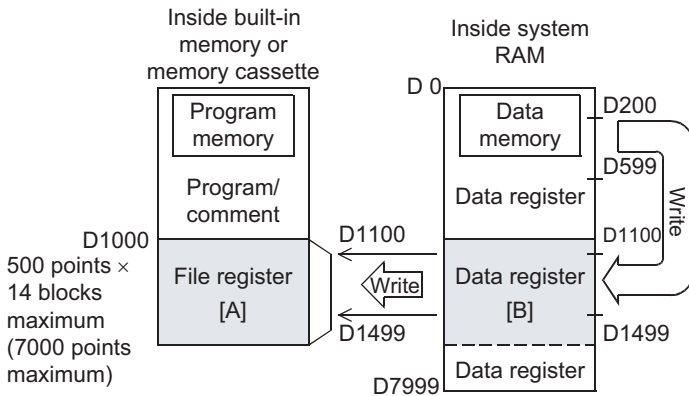 Inside built-in
memory or
memory cassette
Program
memory
Program/
comment
D1000
500 points ×
14 blocks
maximum
(7000 points
maximum)
File register
[A]
D1100
Write
D1499
Inside system
RAM
D 0
Data
memory
D200
D599
Data register
Write
D1100
Data register
[B]
D1499
Data register
D7999